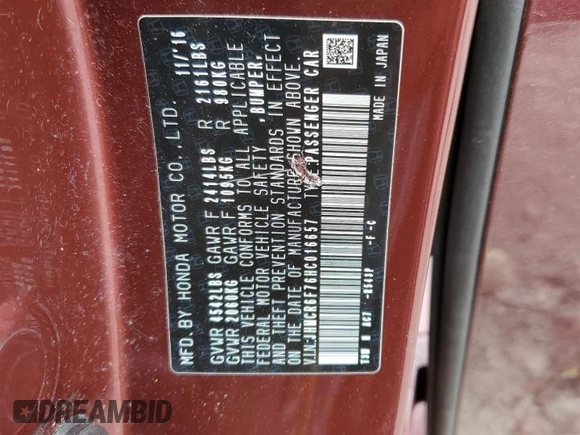 MFD. BY HONDA MOTOR CO., LTD. 11/'16
GVWR 4542LBS GAWR F 2414LBS R 2161LBS
GVWR 2060KG GAWR F 1095KG R 980KG
THIS VEHICLE CONFORMS TO ALL APPLICABLE
FEDERAL MOTOR VEHICLE SAFETY ,BUMPER,
AND THEFT PREVENTION STANDARDS IN EFFECT
ON THE DATE OF MANUFACTURE SHOWN ABOVE.
TYPE:PASSENGER CAR
-F -C
MADE IN JAPAN
DREAMBID